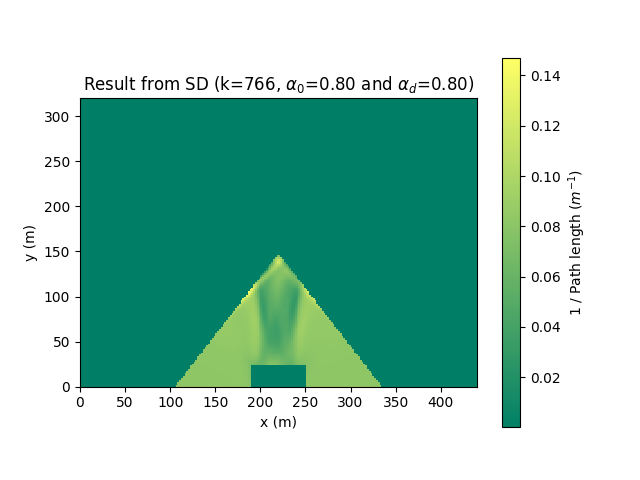 Result from SD (k=766, α₀=0.80 and α_d=0.80)
300
250
200
150
100
50
0
y (m)
0 50 100 150 200 250 300 350 400
x (m)
0.14
0.12
0.10
0.08
0.06
0.04
0.02
1 / Path length (m⁻¹)